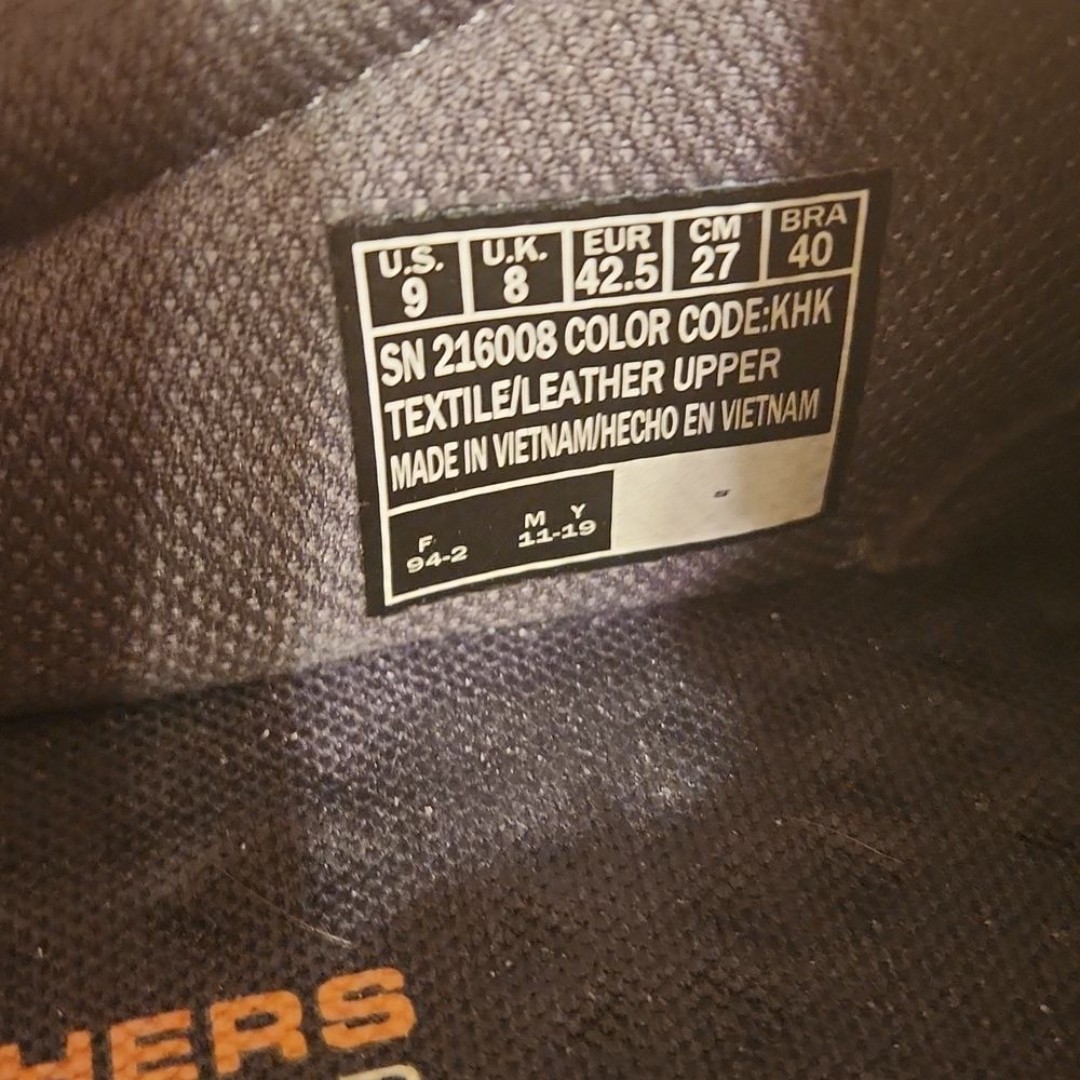 U.S. U.K. EUR CM BRA
9 8 42.5 27 40
SN 216008 COLOR CODE:KHK
TEXTILE/LEATHER UPPER
MADE IN VIETNAM/HECHO EN VIETNAM
F M Y
94-2 11-19
HERS